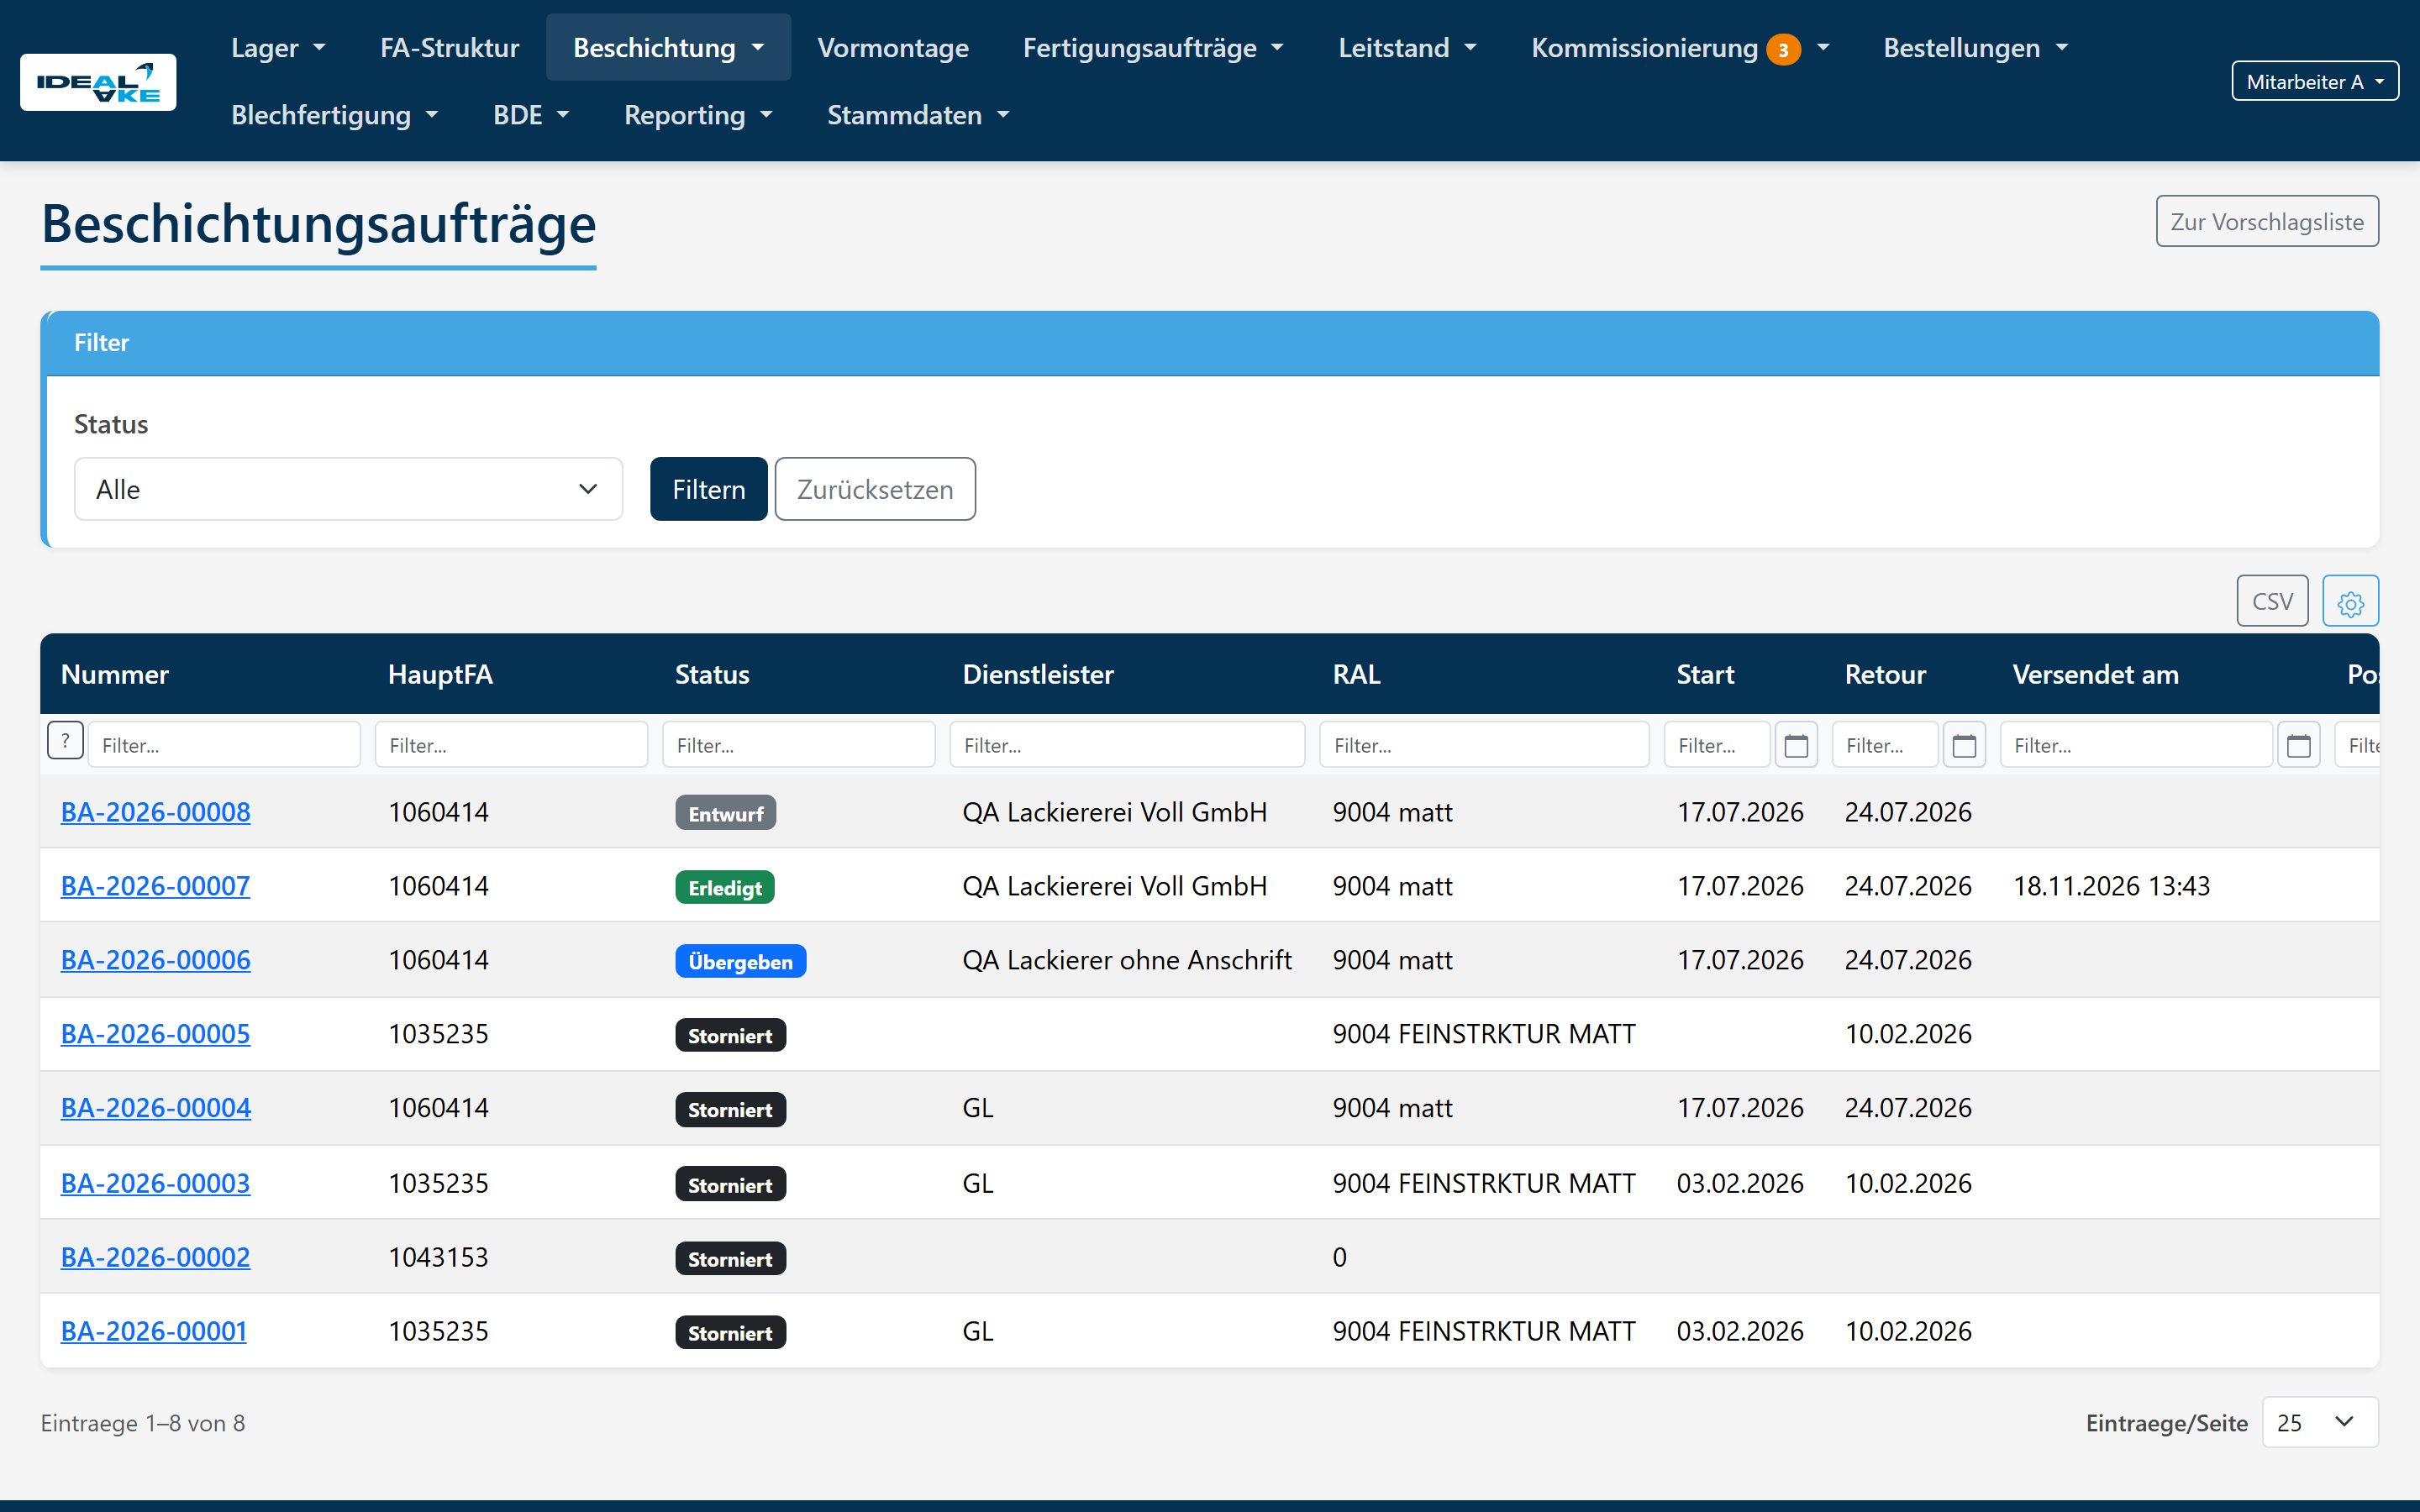 IDEAL AKE
Lager FA-Struktur Beschichtung Vormontage Fertigungsaufträge Leitstand Kommissionierung 3 Bestellungen
Blechfertigung BDE Reporting Stammdaten
Mitarbeiter A
Beschichtungsaufträge
Zur Vorschlagsliste
Filter
Status
Alle Filtern Zurücksetzen
CSV
Nummer HauptFA Status Dienstleister RAL Start Retour Versendet am
? Filter... Filter... Filter... Filter... Filter... Filter... Filter... Filter...
BA-2026-00008 1060414 Entwurf QA Lackiererei Voll GmbH 9004 matt 17.07.2026 24.07.2026
BA-2026-00007 1060414 Erledigt QA Lackiererei Voll GmbH 9004 matt 17.07.2026 24.07.2026 18.11.2026 13:43
BA-2026-00006 1060414 Übergeben QA Lackierer ohne Anschrift 9004 matt 17.07.2026 24.07.2026
BA-2026-00005 1035235 Storniert 9004 FEINSTRKTUR MATT 10.02.2026
BA-2026-00004 1060414 Storniert GL 9004 matt 17.07.2026 24.07.2026
BA-2026-00003 1035235 Storniert GL 9004 FEINSTRKTUR MATT 03.02.2026 10.02.2026
BA-2026-00002 1043153 Storniert 0
BA-2026-00001 1035235 Storniert GL 9004 FEINSTRKTUR MATT 03.02.2026 10.02.2026
Eintraege 1–8 von 8
Eintraege/Seite 25